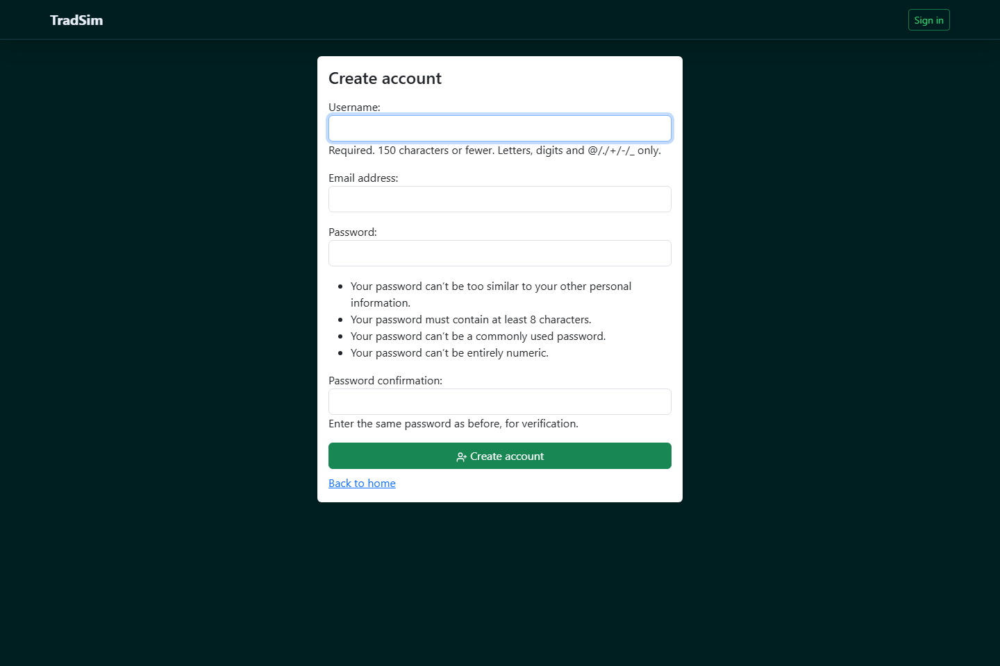 TradSim
Sign in
Create account
Username:
Required. 150 characters or fewer. Letters, digits and @/./+/-/_ only.
Email address:
Password:
Your password can’t be too similar to your other personal
information.
Your password must contain at least 8 characters.
Your password can’t be a commonly used password.
Your password can’t be entirely numeric.
Password confirmation:
Enter the same password as before, for verification.
Create account
Back to home